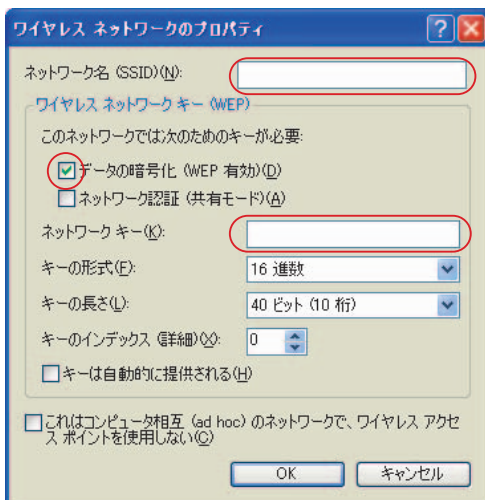 ワイヤレス ネットワークのプロパティ
ネットワーク名 (SSID)(N):
ワイヤレス ネットワーク キー (WEP)
このネットワークでは次のためのキーが必要:
データの暗号化 (WEP 有効)(D)
ネットワーク認証 (共有モード)(A)
ネットワーク キー(K):
キーの形式(F): 16 進数
キーの長さ(L): 40 ビット (10 桁)
キーのインデックス (詳細)(X): 0
キーは自動的に提供される(H)
これはコンピュータ相互 (ad hoc) のネットワークで、ワイヤレス アクセ
ス ポイントを使用しない(C)
OK キャンセル